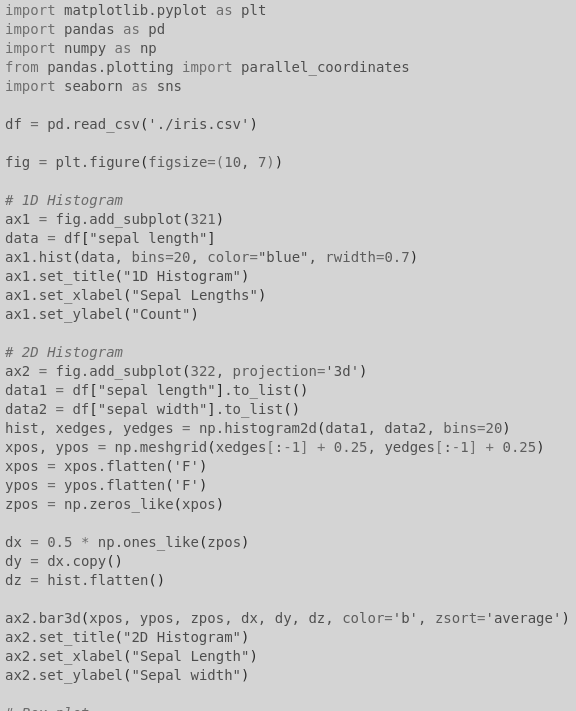 import matplotlib.pyplot as plt
import pandas as pd
import numpy as np
from pandas.plotting import parallel_coordinates
import seaborn as sns
df = pd.read_csv('./iris.csv')
fig = plt.figure(figsize=(10, 7))
# 1D Histogram
ax1 = fig.add_subplot(321)
data = df["sepal length"]
ax1.hist(data, bins=20, color="blue", rwidth=0.7)
ax1.set_title("1D Histogram")
ax1.set_xlabel("Sepal Lengths")
ax1.set_ylabel("Count")
# 2D Histogram
ax2 = fig.add_subplot(322, projection='3d')
data1 = df["sepal length"].to_list()
data2 = df["sepal width"].to_list()
hist, xedges, yedges = np.histogram2d(data1, data2, bins=20)
xpos, ypos = np.meshgrid(xedges[:-1] + 0.25, yedges[:-1] + 0.25)
xpos = xpos.flatten('F')
ypos = ypos.flatten('F')
zpos = np.zeros_like(xpos)
dx = 0.5 * np.ones_like(zpos)
dy = dx.copy()
dz = hist.flatten()
ax2.bar3d(xpos, ypos, zpos, dx, dy, dz, color='b', zsort='average')
ax2.set_title("2D Histogram")
ax2.set_xlabel("Sepal Length")
ax2.set_ylabel("Sepal width")
# Box plot